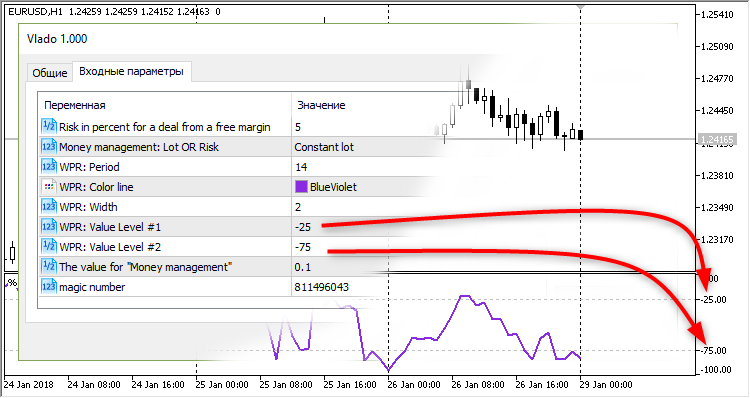 EURUSD,H1 1.24259 1.24259 1.24152 1.24163 0
Vlado 1.000
Общие
Входные параметры
Переменная Значение
Risk in percent for a deal from a free margin 5
Money management: Lot OR Risk Constant lot
WPR: Period 14
WPR: Color line BlueViolet
WPR: Width 2
WPR: Value Level #1 -25
WPR: Value Level #2 -75
The value for "Money management" 0.1
magic number 811496043
1.25410
1.25090
1.24770
1.24450
1.24165
1.23810
1.23490
1.23170
-25.00
-75.00
-100.00
24 Jan 2018 24 Jan 08:00 24 Jan 16:00 25 Jan 00:00 25 Jan 08:00 25 Jan 16:00 26 Jan 00:00 26 Jan 08:00 26 Jan 16:00 29 Jan 00:00